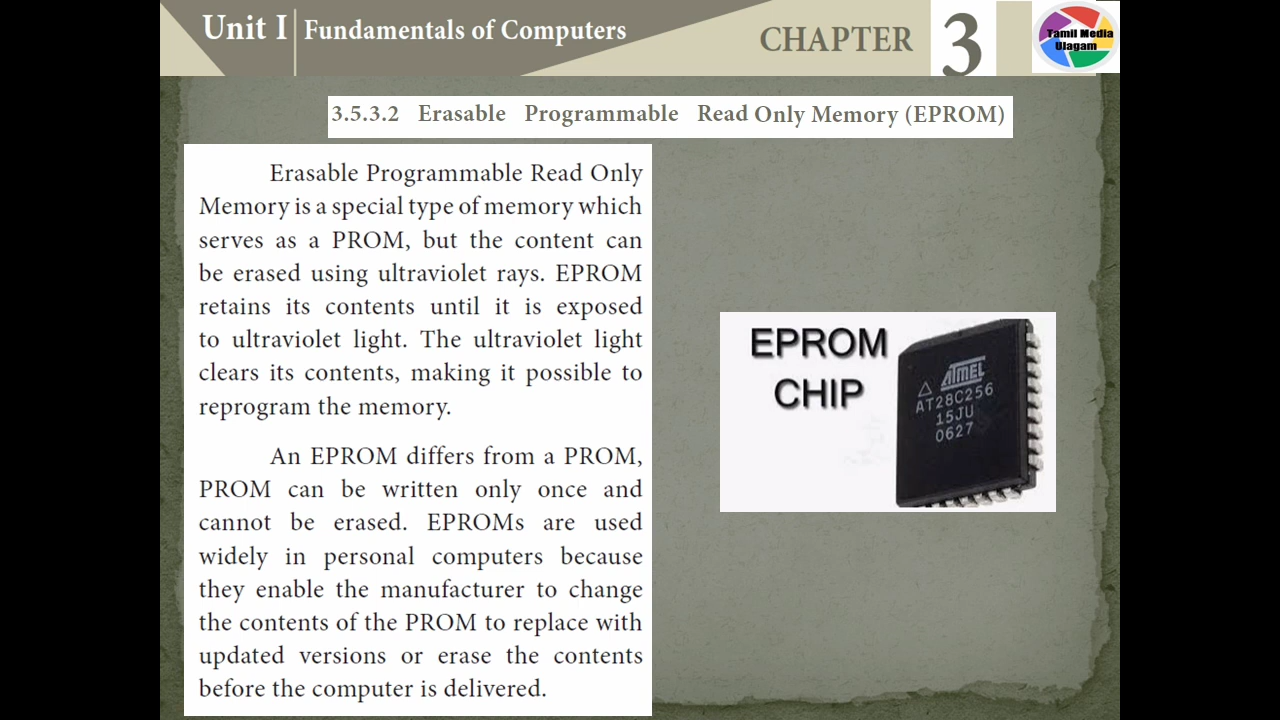 Unit I Fundamentals of Computers
CHAPTER 3
Tamil Media
Ulagam
3.5.3.2 Erasable Programmable Read Only Memory (EPROM)
Erasable Programmable Read Only
Memory is a special type of memory which
serves as a PROM, but the content can
be erased using ultraviolet rays. EPROM
retains its contents until it is exposed
to ultraviolet light. The ultraviolet light
clears its contents, making it possible to
reprogram the memory.
An EPROM differs from a PROM,
PROM can be written only once and
cannot be erased. EPROMs are used
widely in personal computers because
they enable the manufacturer to change
the contents of the PROM to replace with
updated versions or erase the contents
before the computer is delivered.
EPROM
CHIP
ATMEL
AT28C256
15JU
0627